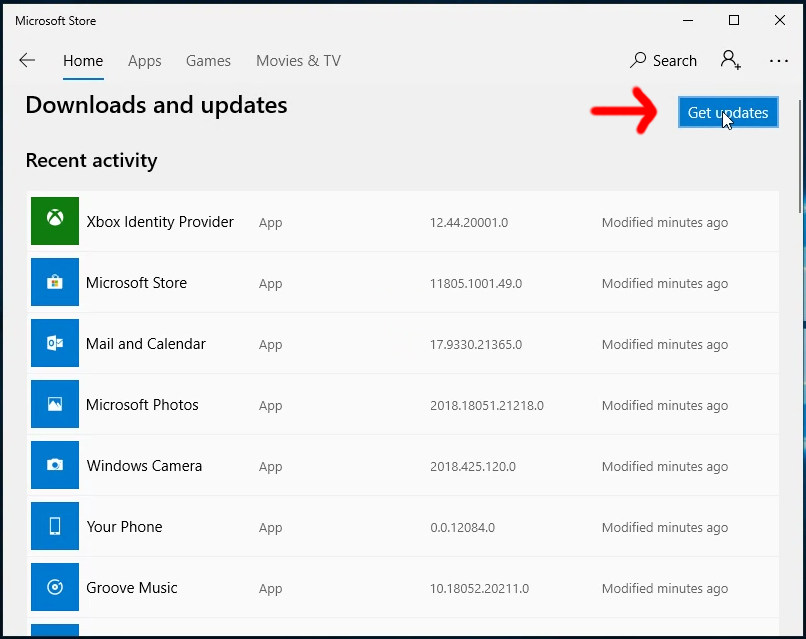 Microsoft Store
Home Apps Games Movies & TV Search
Downloads and updates
Get updates
Recent activity
Xbox Identity Provider App 12.44.20001.0 Modified minutes ago
Microsoft Store App 11805.1001.49.0 Modified minutes ago
Mail and Calendar App 17.9330.21365.0 Modified minutes ago
Microsoft Photos App 2018.18051.21218.0 Modified minutes ago
Windows Camera App 2018.425.120.0 Modified minutes ago
Your Phone App 0.0.12084.0 Modified minutes ago
Groove Music App 10.18052.20211.0 Modified minutes ago